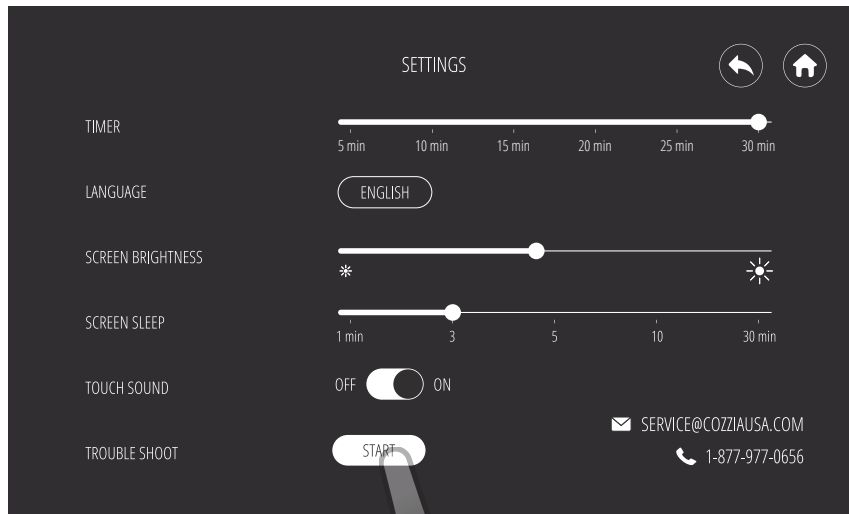 SETTINGS
TIMER
5 min 10 min 15 min 20 min 25 min 30 min
LANGUAGE ENGLISH
SCREEN BRIGHTNESS
SCREEN SLEEP
1 min 3 5 10 30 min
TOUCH SOUND OFF ON
SERVICE@COZZIAUSA.COM
TROUBLE SHOOT START 1-877-977-0656